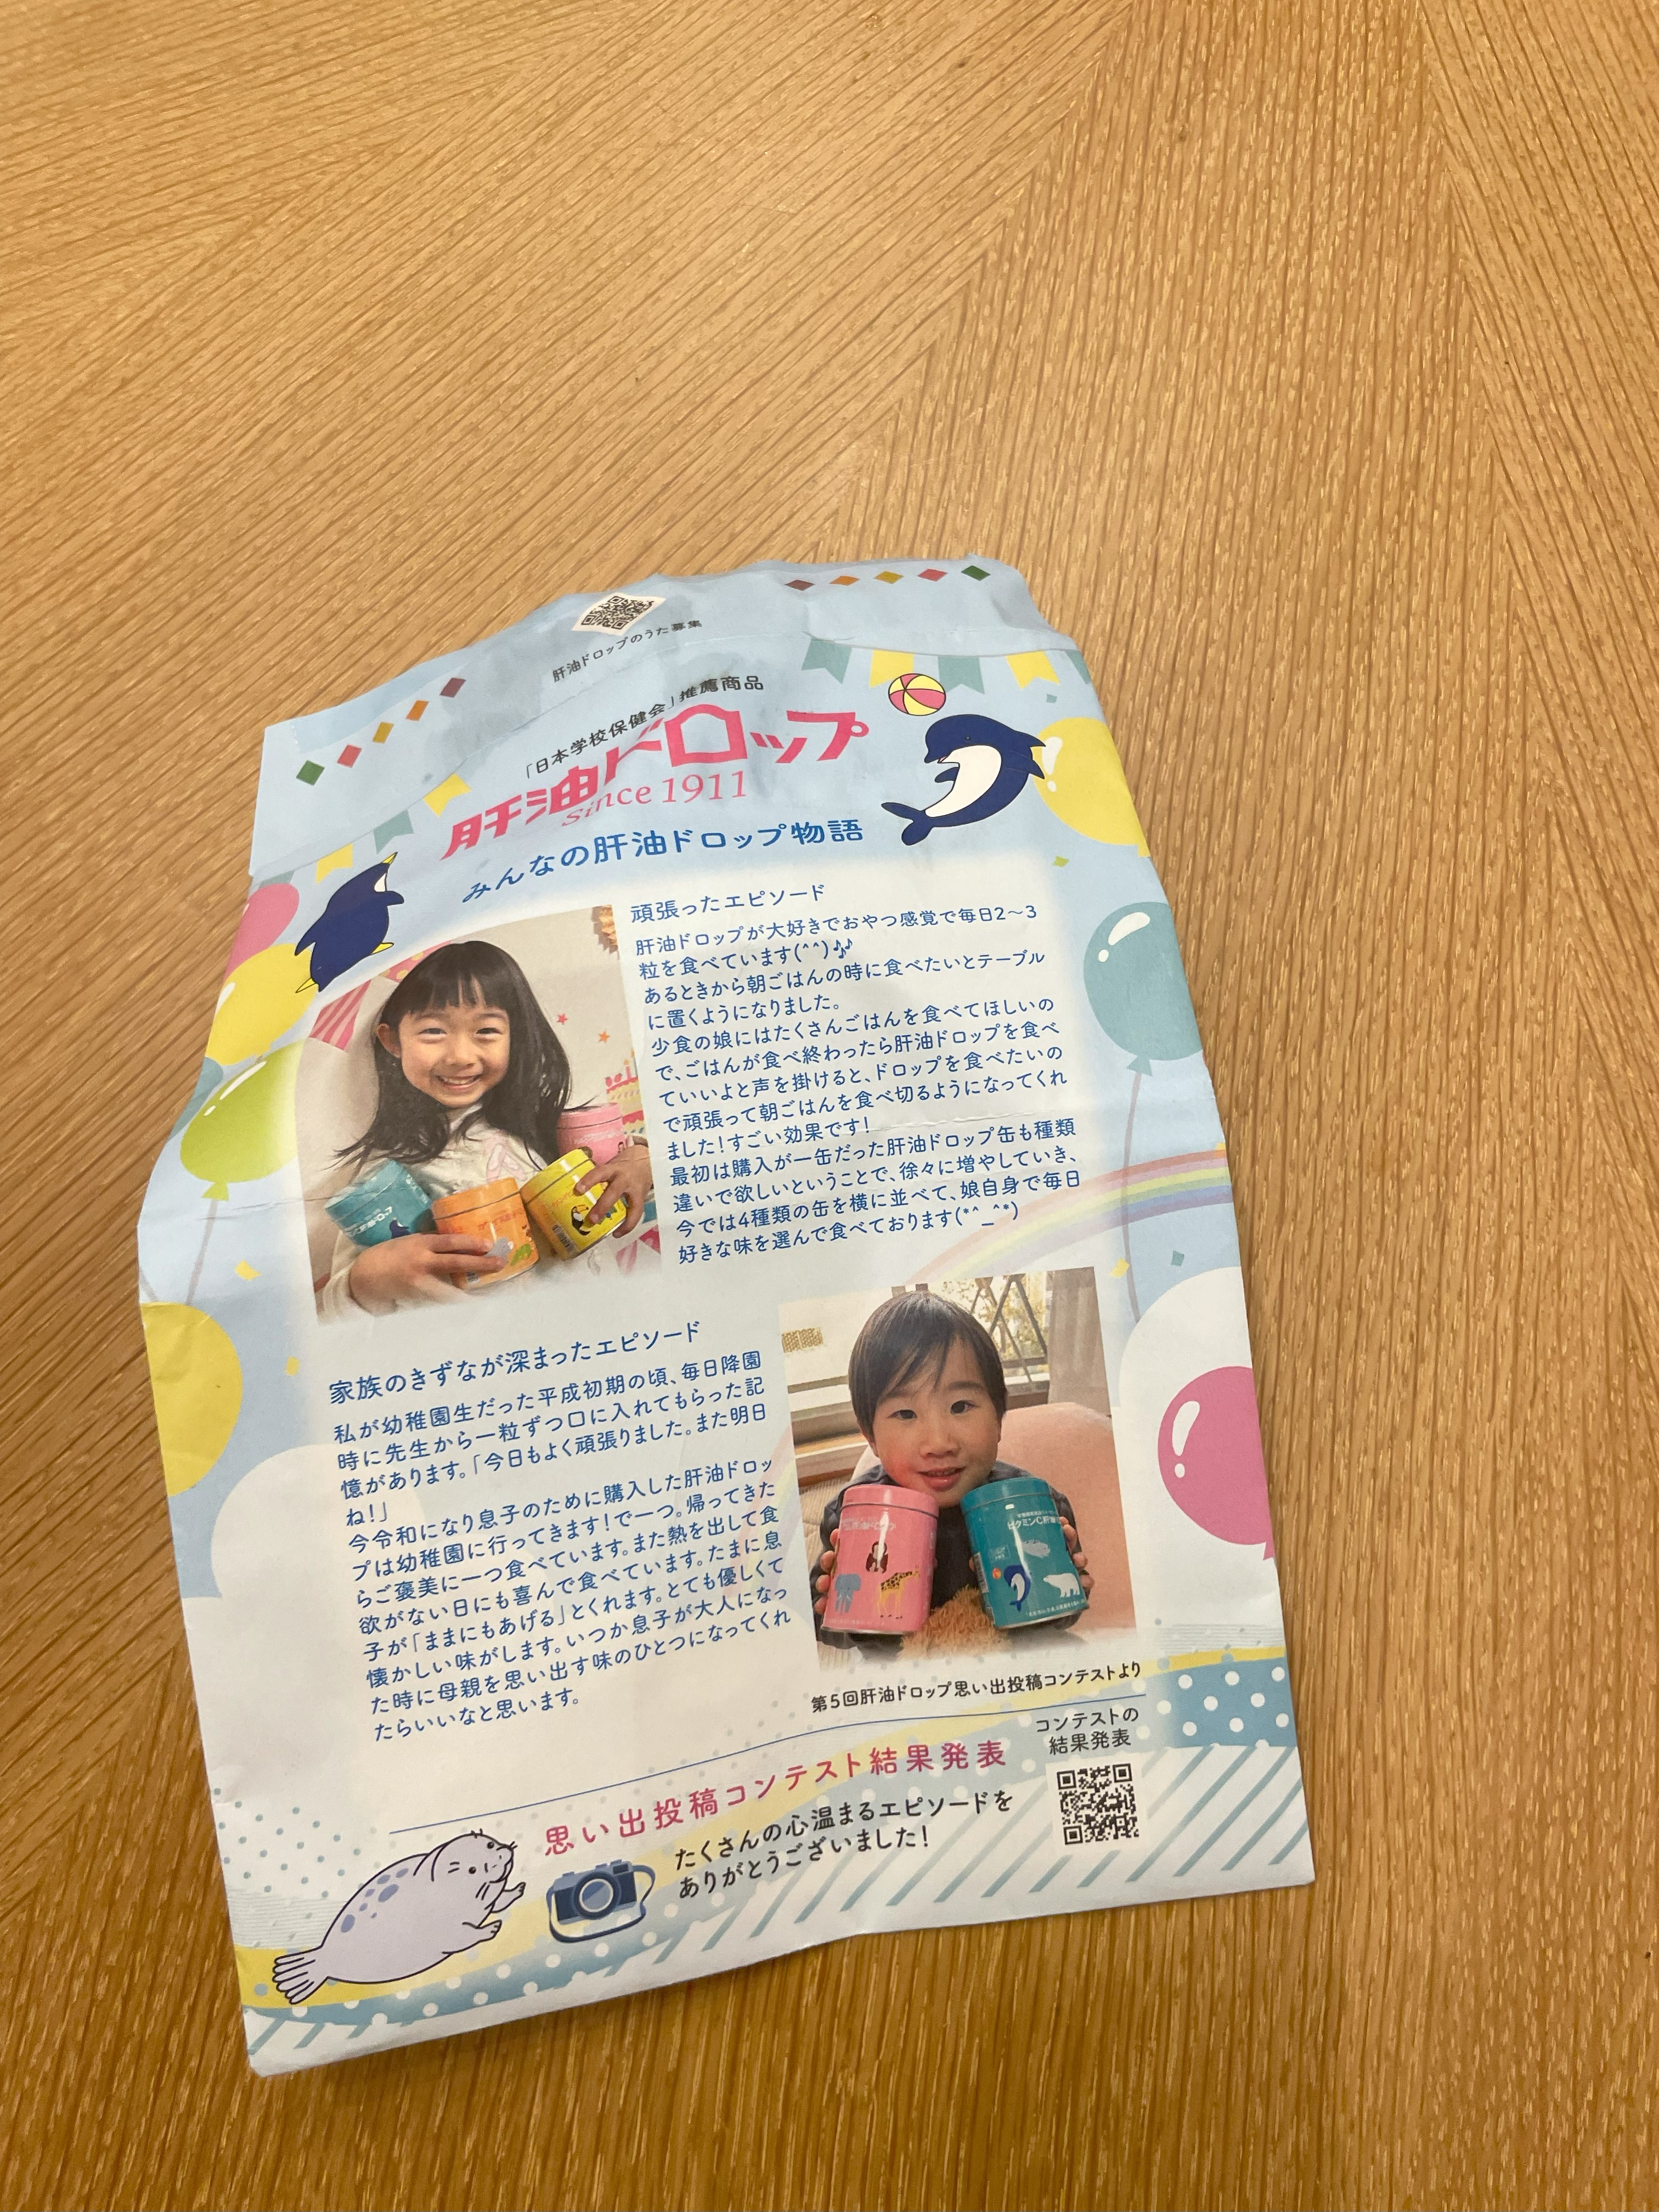 肝油ドロップのうた募集
「日本学校保健会」推薦商品
肝油ドロップ
Since 1911
みんなの肝油ドロップ物語
頑張ったエピソード
肝油ドロップが大好きでおやつ感覚で毎日2〜3
粒を食べています(^^)🎶
あるときから朝ごはんの時に食べたいとテーブル
に置くようになりました。
少食の娘にはたくさんごはんを食べてほしいの
で、ごはんが食べ終わったら肝油ドロップを食べ
ていいよと声を掛けると、ドロップを食べたいの
で頑張って朝ごはんを食べ切るようになってくれ
ました！すごい効果です！
最初は購入が一缶だった肝油ドロップ缶も種類
違いで欲しいということで、徐々に増やしていき、
今では4種類の缶を横に並べて、娘自身で毎日
好きな味を選んで食べております(*^_^*)
家族のきずなが深まったエピソード
私が幼稚園生だった平成初期の頃、毎日降園
時に先生から一粒ずつ口に入れてもらった記
憶があります。「今日もよく頑張りました。また明日
ね！」
今令和になり息子のために購入した肝油ドロッ
プは幼稚園に行ってきます！で一つ。帰ってきた
らご褒美に一つ食べています。また熱を出して食
欲がない日にも喜んで食べています。たまに息
子が「ままにもあげる」とくれます。とても優しくて
懐かしい味がします。いつか息子が大人になっ
た時に母親を思い出す味のひとつになってくれ
たらいいなと思います。
ビタミンC肝油
第5回肝油ドロップ思い出投稿コンテストより
思い出投稿コンテスト結果発表
たくさんの心温まるエピソードを
ありがとうございました！
コンテストの
結果発表